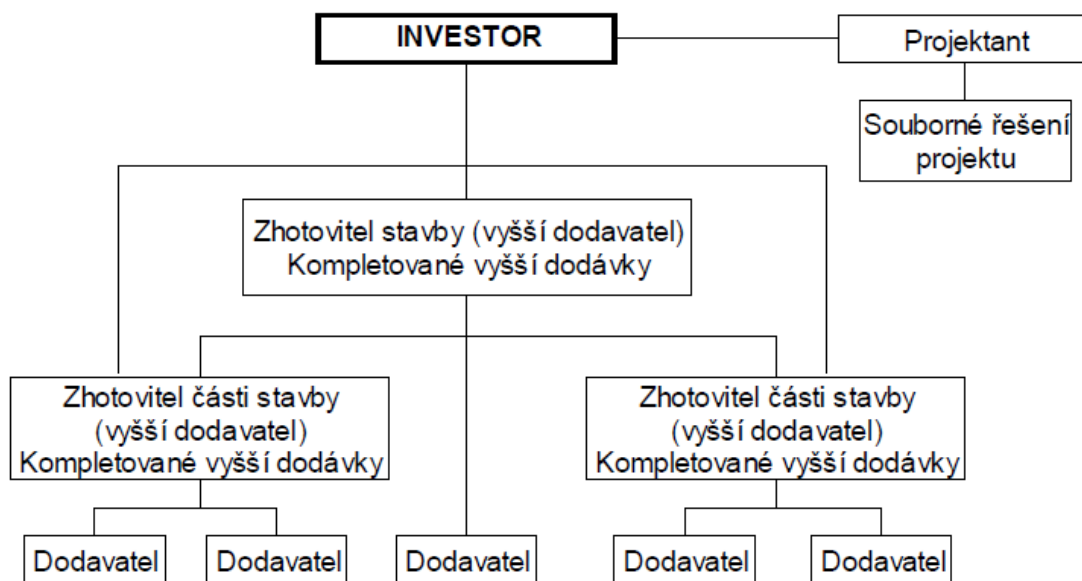 INVESTOR
Projektant
Souborné řešení
projektu
Zhotovitel stavby (vyšší dodavatel)
Kompletované vyšší dodávky
Zhotovitel části stavby
(vyšší dodavatel)
Kompletované vyšší dodávky
Zhotovitel části stavby
(vyšší dodavatel)
Kompletované vyšší dodávky
Dodavatel
Dodavatel
Dodavatel
Dodavatel
Dodavatel